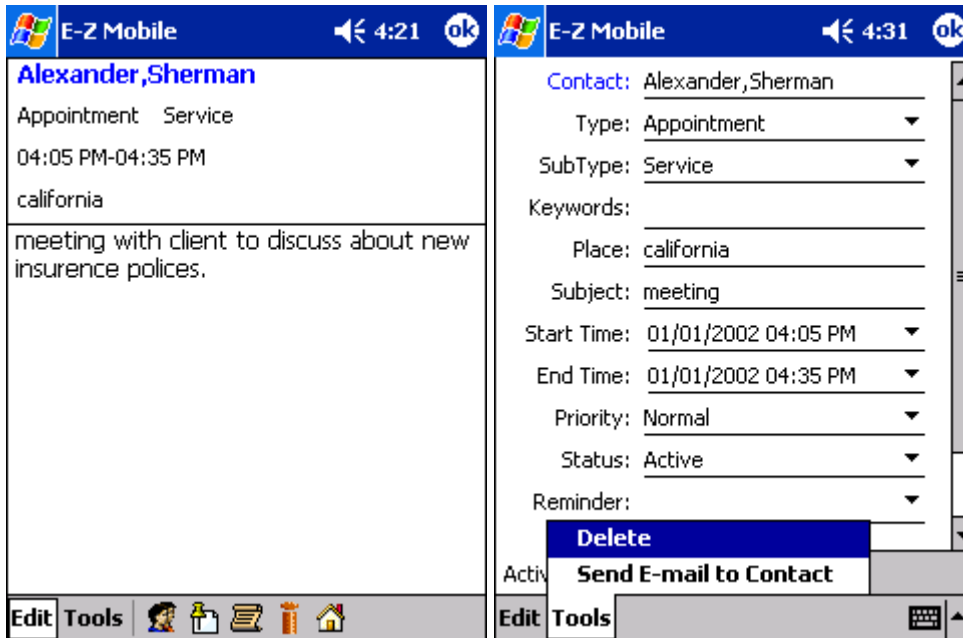 E-Z Mobile 4:21 ok
Alexander,Sherman
Appointment Service
04:05 PM-04:35 PM
california
meeting with client to discuss about new
insurence polices.
Edit Tools
E-Z Mobile 4:31 ok
Contact: Alexander,Sherman
Type: Appointment
SubType: Service
Keywords:
Place: california
Subject: meeting
Start Time: 01/01/2002 04:05 PM
End Time: 01/01/2002 04:35 PM
Priority: Normal
Status: Active
Reminder:
Delete
Send E-mail to Contact
Edit Tools